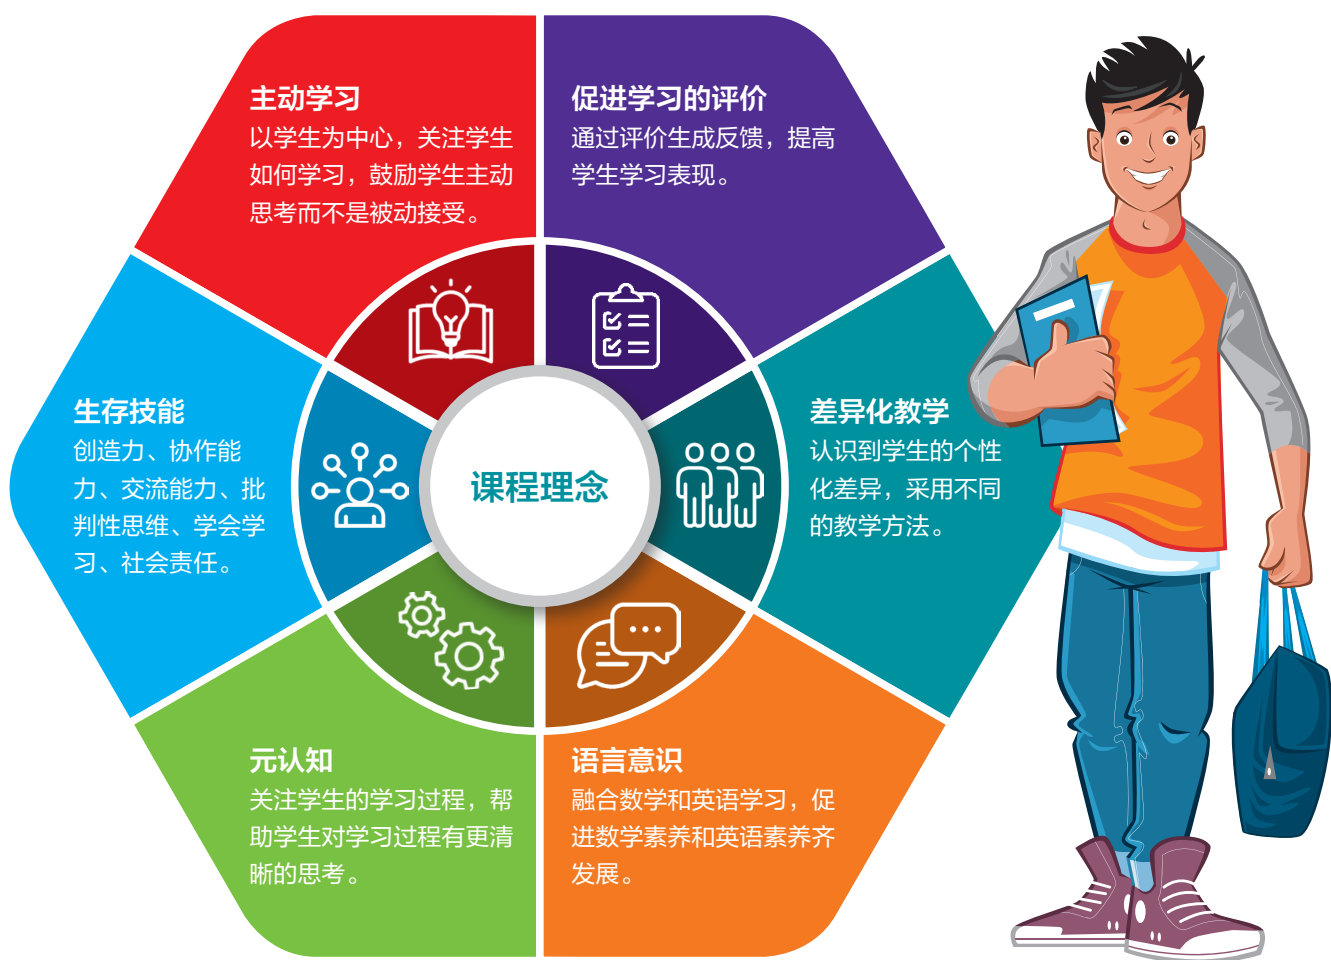 主动学习
以学生为中心，关注学生
如何学习，鼓励学生主动
思考而不是被动接受。
促进学习的评价
通过评价生成反馈，提高
学生学习表现。
生存技能
创造力、协作能
力、交流能力、批
判性思维、学会学
习、社会责任。
课程理念
差异化教学
认识到学生的个性
化差异，采用不同
的教学方法。
元认知
关注学生的学习过程，帮
助学生对学习过程有更清
晰的思考。
语言意识
融合数学和英语学习，促
进数学素养和英语素养齐
发展。